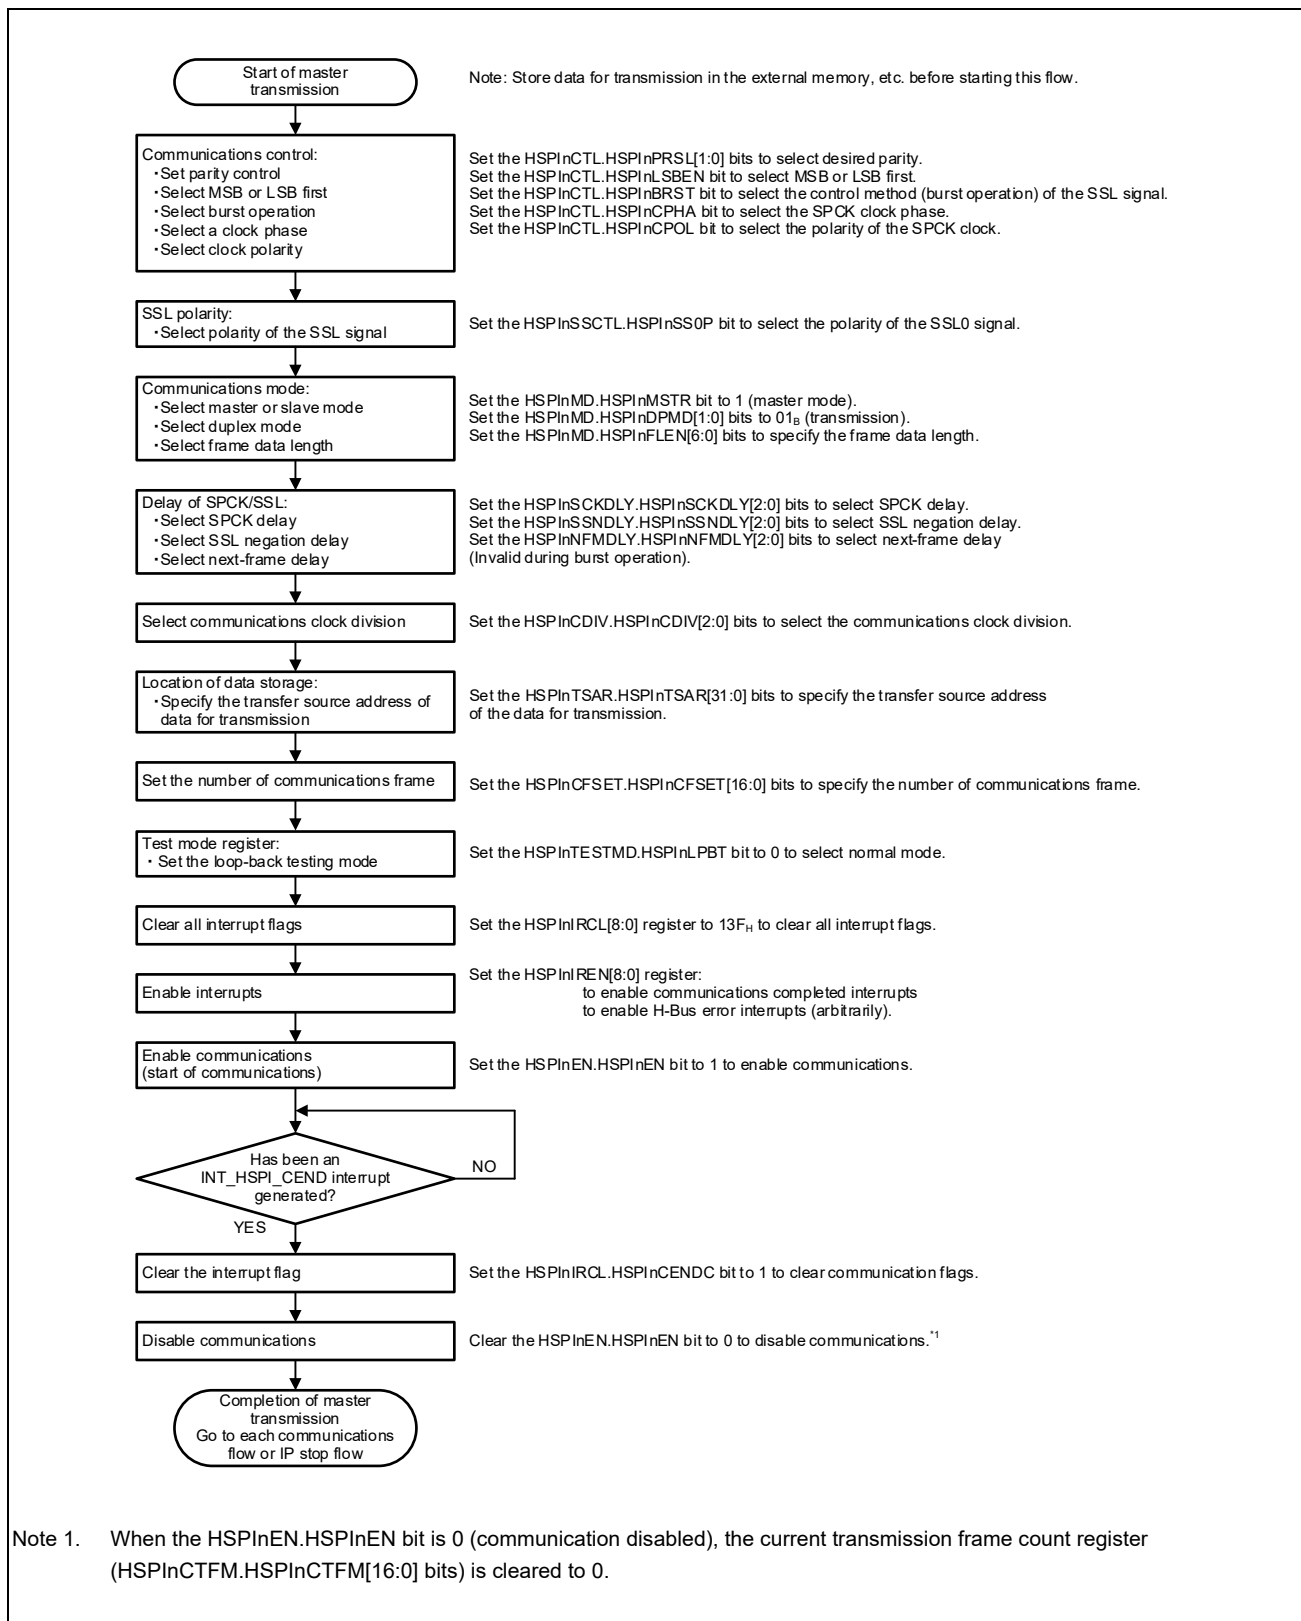 Start of master
transmission
Note: Store data for transmission in the external memory, etc. before starting this flow.
Communications control:
・Set parity control
・Select MSB or LSB first
・Select burst operation
・Select a clock phase
・Select clock polarity
Set the HSPInCTL.HSPInPRSL[1:0] bits to select desired parity.
Set the HSPInCTL.HSPInLSBEN bit to select MSB or LSB first.
Set the HSPInCTL.HSPInBRST bit to select the control method (burst operation) of the SSL signal.
Set the HSPInCTL.HSPInCPHA bit to select the SPCK clock phase.
Set the HSPInCTL.HSPInCPOL bit to select the polarity of the SPCK clock.
SSL polarity:
・Select polarity of the SSL signal
Set the HSPInSSCTL.HSPInSS0P bit to select the polarity of the SSL0 signal.
Communications mode:
・Select master or slave mode
・Select duplex mode
・Select frame data length
Set the HSPInMD.HSPInMSTR bit to 1 (master mode).
Set the HSPInMD.HSPInDPMD[1:0] bits to 01B (transmission).
Set the HSPInMD.HSPInFLEN[6:0] bits to specify the frame data length.
Delay of SPCK/SSL:
・Select SPCK delay
・Select SSL negation delay
・Select next-frame delay
Set the HSPInSCKDLY.HSPInSCKDLY[2:0] bits to select SPCK delay.
Set the HSPInSSNDLY.HSPInSSNDLY[2:0] bits to select SSL negation delay.
Set the HSPInNFMDLY.HSPInNFMDLY[2:0] bits to select next-frame delay
(Invalid during burst operation).
Select communications clock division
Set the HSPInCDIV.HSPInCDIV[2:0] bits to select the communications clock division.
Location of data storage:
・Specify the transfer source address of
data for transmission
Set the HSPInTSAR.HSPInTSAR[31:0] bits to specify the transfer source address
of the data for transmission.
Set the number of communications frame
Set the HSPInCFSET.HSPInCFSET[16:0] bits to specify the number of communications frame.
Test mode register:
・ Set the loop-back testing mode
Set the HSPInTESTMD.HSPInLPBT bit to 0 to select normal mode.
Clear all interrupt flags
Set the HSPInIRCL[8:0] register to 13FH to clear all interrupt flags.
Enable interrupts
Set the HSPInIREN[8:0] register:
to enable communications completed interrupts
to enable H-Bus error interrupts (arbitrarily).
Enable communications
(start of communications)
Set the HSPInEN.HSPInEN bit to 1 to enable communications.
Has been an
INT_HSPI_CEND interrupt
generated?
NO
YES
Clear the interrupt flag
Set the HSPInIRCL.HSPInCENDC bit to 1 to clear communication flags.
Disable communications
Clear the HSPInEN.HSPInEN bit to 0 to disable communications.*1
Completion of master
transmission
Go to each communications
flow or IP stop flow
Note 1. When the HSPInEN.HSPInEN bit is 0 (communication disabled), the current transmission frame count register
(HSPInCTFM.HSPInCTFM[16:0] bits) is cleared to 0.